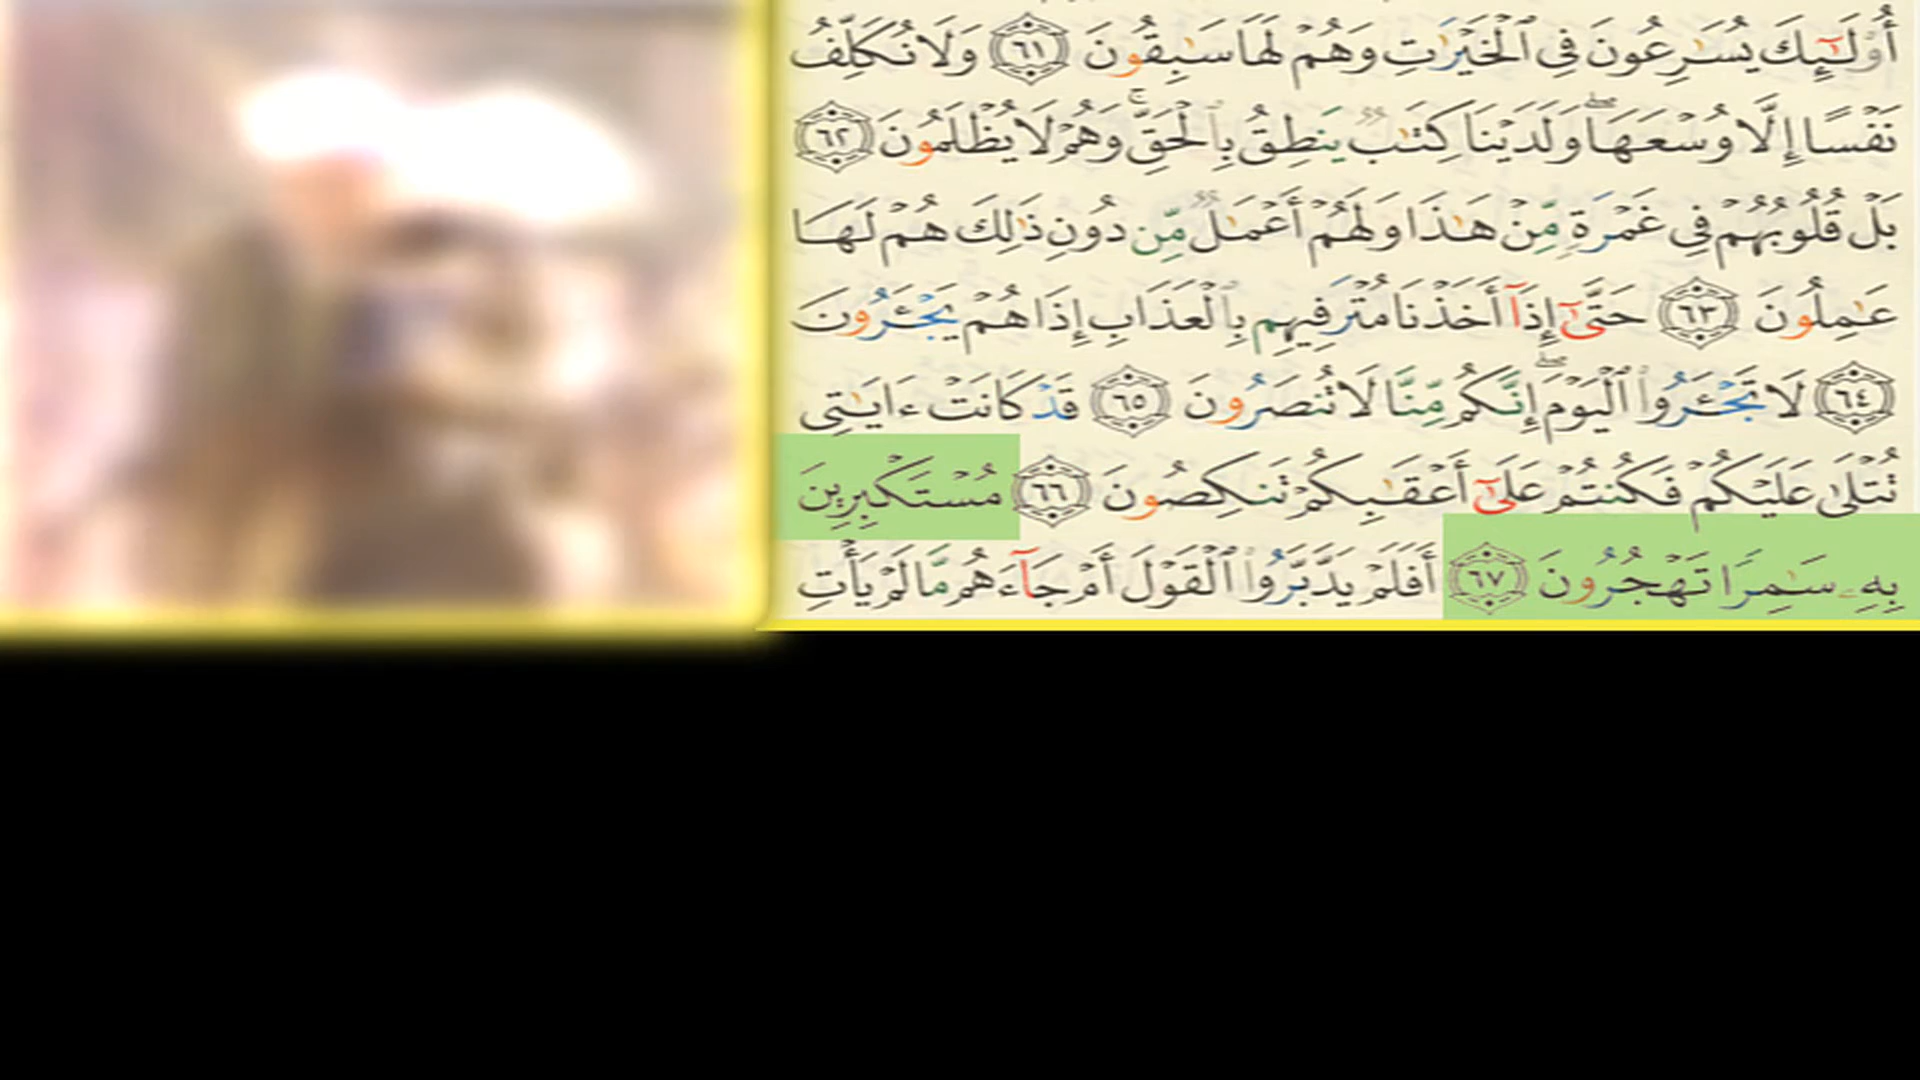 أُوْلَـٰٓئِكَ يُسَـٰرِعُونَ فِي ٱلْخَيْرَٰتِ وَهُمْ لَهَا سَـٰبِقُونَ ٦١ وَلَا نُكَلِّفُ
نَفْسًا إِلَّا وُسْعَهَاۖ وَلَدَيْنَا كِتَـٰبٌ يَنطِقُ بِٱلْحَقِّۚ وَهُمْ لَا يُظْلَمُونَ ٦٢
بَلْ قُلُوبُهُمْ فِي غَمْرَةٍ مِّنْ هَـٰذَا وَلَهُمْ أَعْمَـٰلٌ مِّن دُونِ ذَٰلِكَ هُمْ لَهَا
عَـٰمِلُونَ ٦٣ حَتَّىٰٓ إِذَآ أَخَذْنَا مُتْرَفِيهِم بِٱلْعَذَابِ إِذَا هُمْ يَجْـَٔرُونَ
٦٤ لَا تَجْـَٔرُواْ ٱلْيَوْمَۖ إِنَّكُم مِّنَّا لَا تُنصَرُونَ ٦٥ قَدْ كَانَتْ ءَايَـٰتِي
تُتْلَىٰ عَلَيْكُمْ فَكُنتُمْ عَلَىٰٓ أَعْقَـٰبِكُمْ تَنكِصُونَ ٦٦ مُسْتَكْبِرِينَ
بِهِۦ سَـٰمِرًا تَهْجُرُونَ ٦٧ أَفَلَمْ يَدَّبَّرُواْ ٱلْقَوْلَ أَمْ جَآءَهُم مَّا لَمْ يَأْتِ